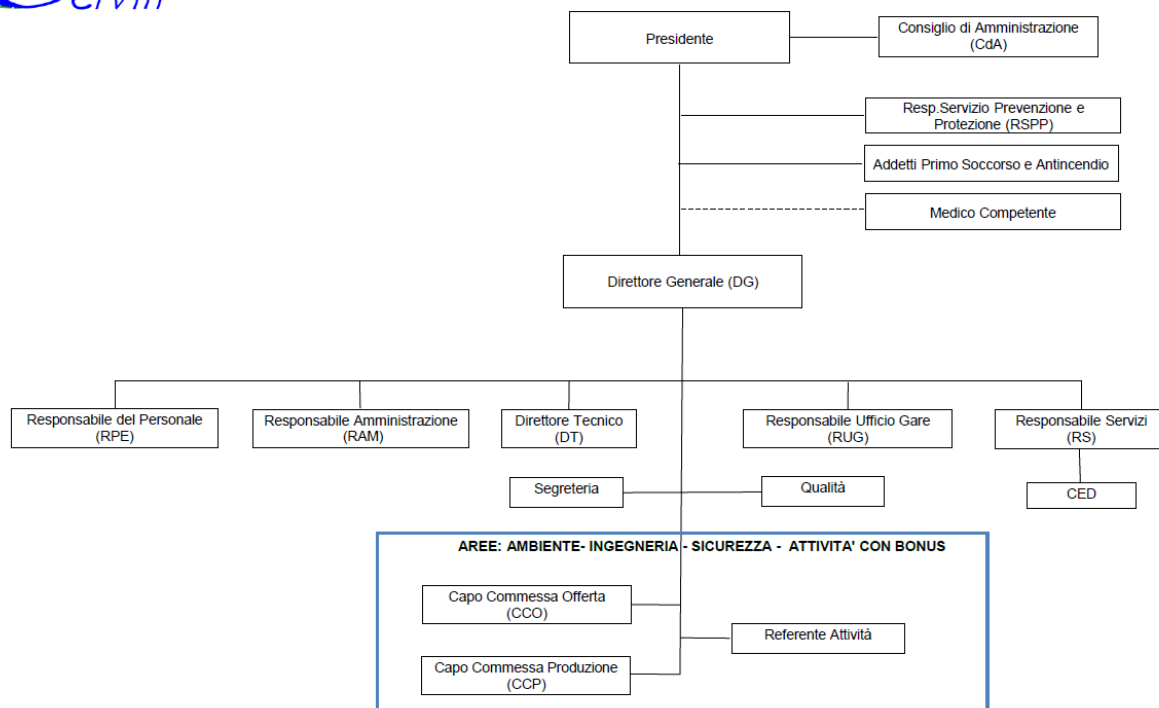 Presidente
Consiglio di Amministrazione
(CdA)
Resp.Servizio Prevenzione e
Protezione (RSPP)
Addetti Primo Soccorso e Antincendio
Medico Competente
Direttore Generale (DG)
Responsabile del Personale
(RPE)
Responsabile Amministrazione
(RAM)
Direttore Tecnico
(DT)
Responsabile Ufficio Gare
(RUG)
Responsabile Servizi
(RS)
Segreteria
Qualità
CED
AREE: AMBIENTE- INGEGNERIA - SICUREZZA - ATTIVITA' CON BONUS
Capo Commessa Offerta
(CCO)
Referente Attività
Capo Commessa Produzione
(CCP)